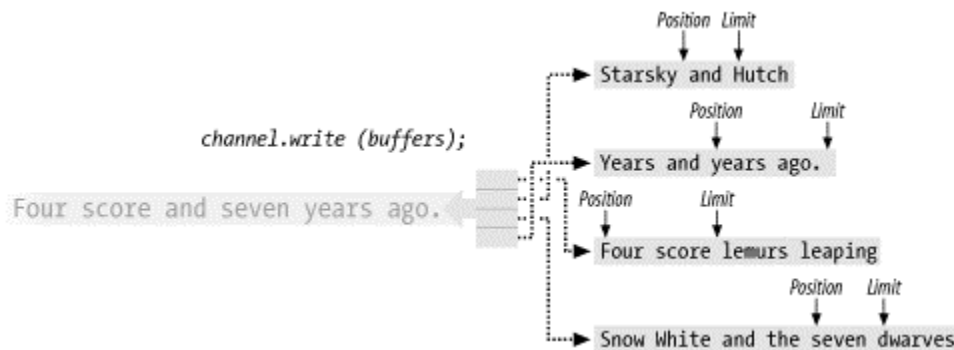 Position Limit
Starsky and Hutch
Position Limit
channel.write (buffers);
Years and years ago.
Position Limit
Four score and seven years ago.
Four score lemurs leaping
Position Limit
Snow White and the seven dwarves